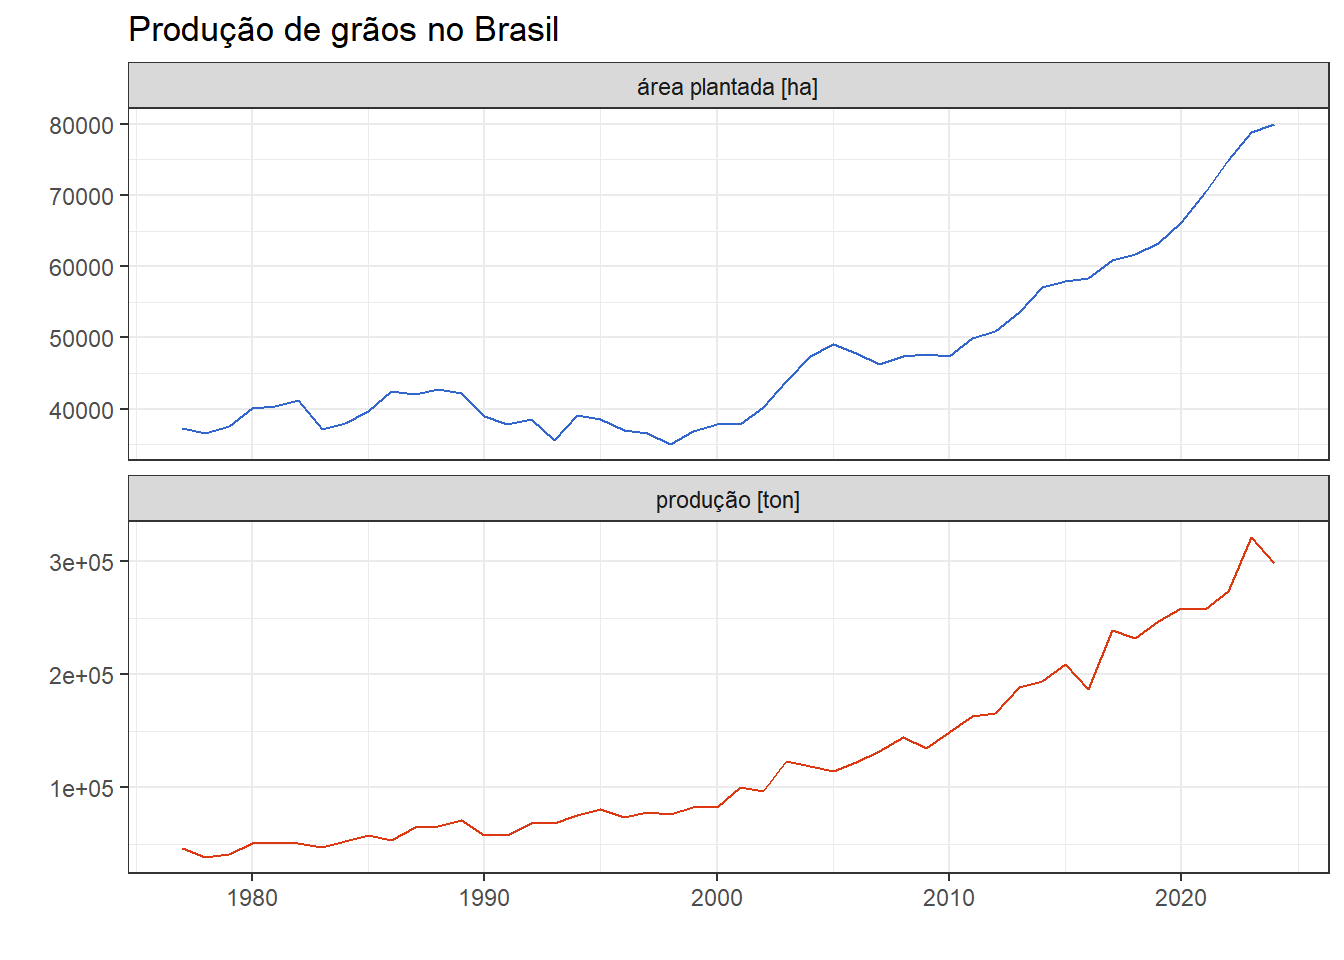 Produção de grãos no Brasil
área plantada [ha]
80000
70000
60000
50000
40000
produção [ton]
3e+05
2e+05
1e+05
1980 1990 2000 2010 2020